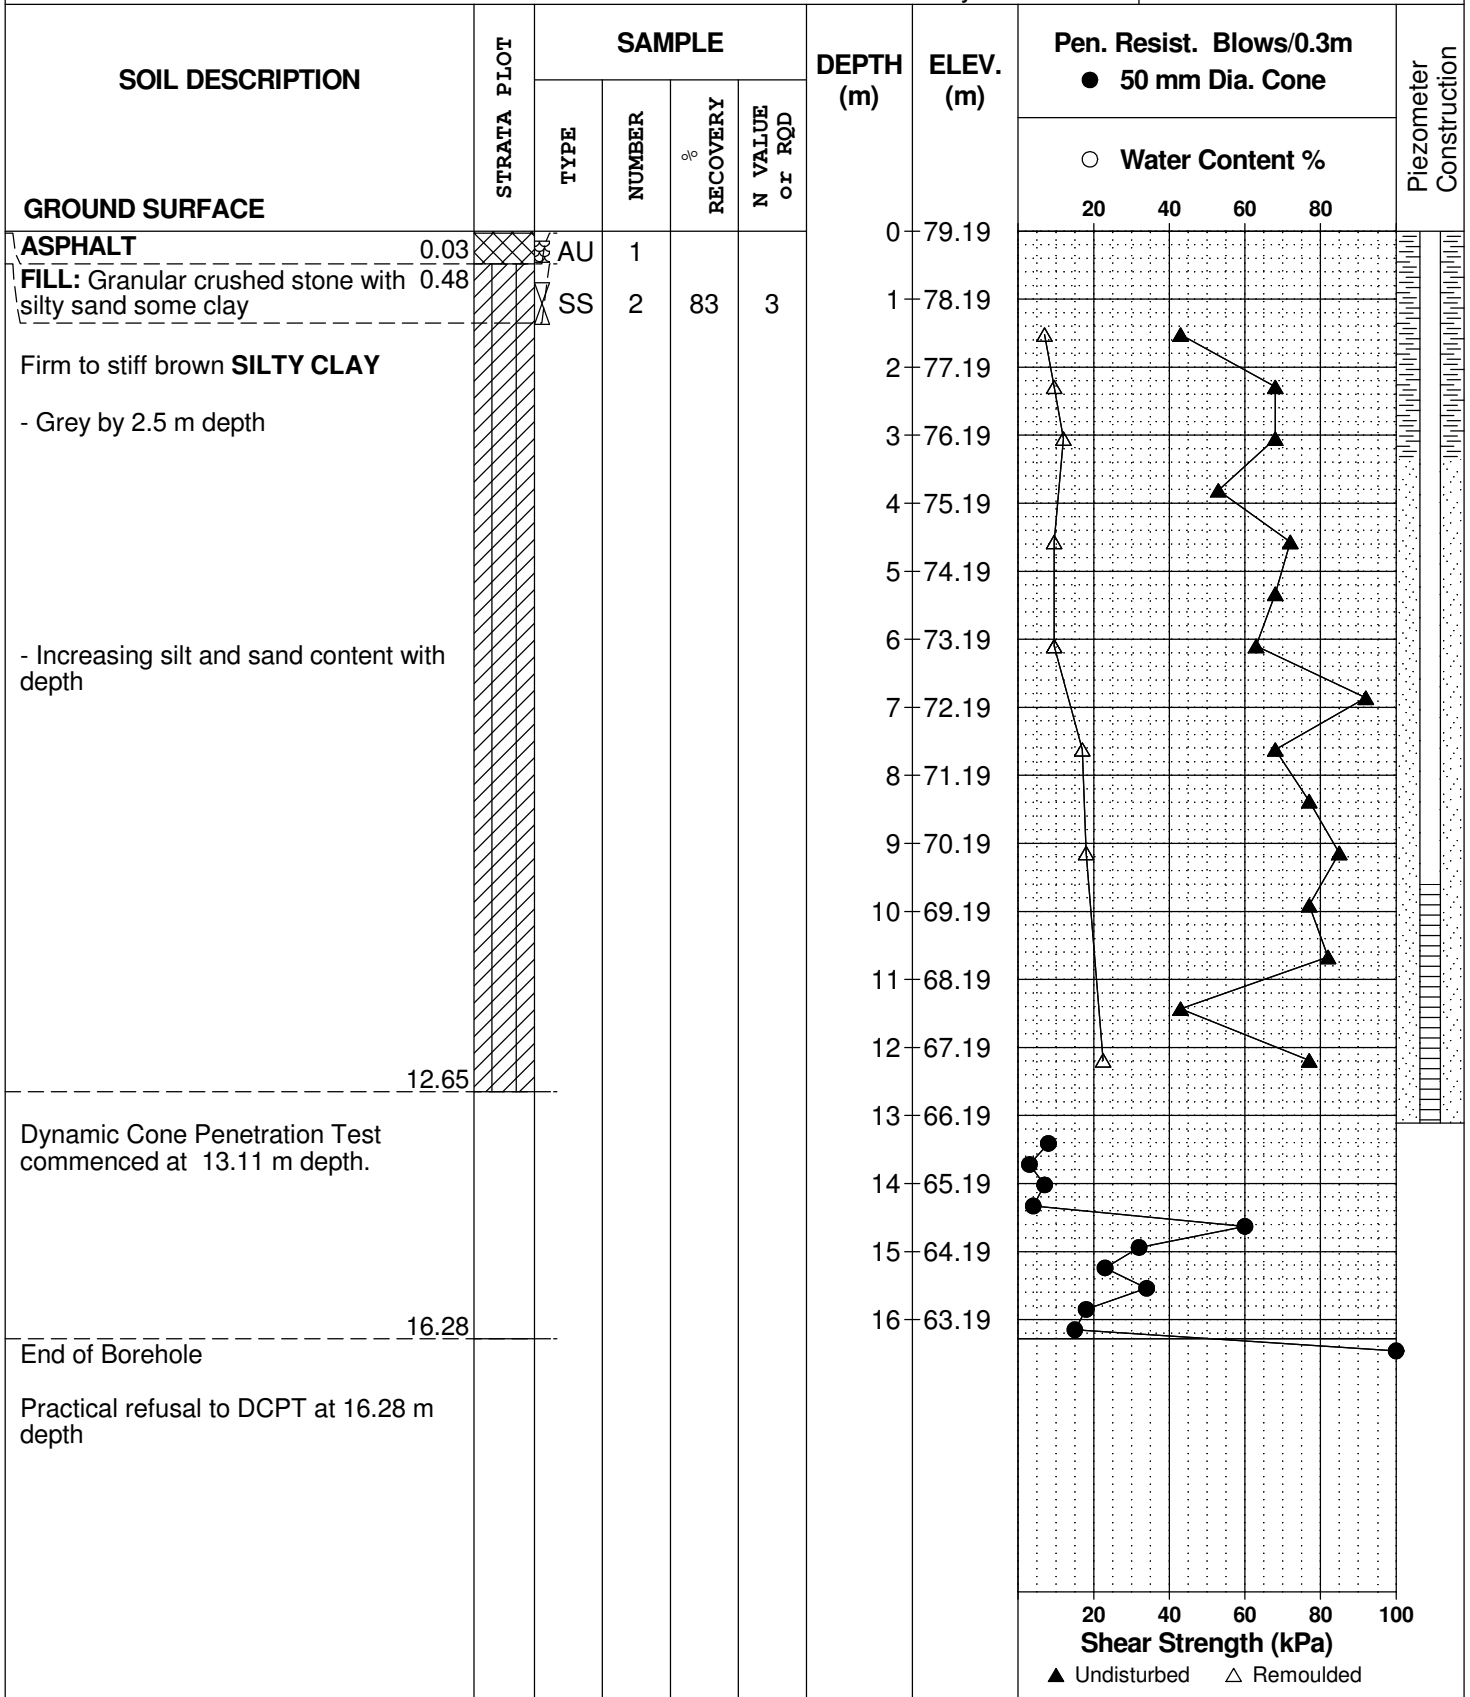 SOIL DESCRIPTION
GROUND SURFACE
STRATA PLOT
SAMPLE
TYPE
NUMBER
%
RECOVERY
N VALUE
or RQD
DEPTH
(m)
ELEV.
(m)
Pen. Resist. Blows/0.3m
● 50 mm Dia. Cone
○ Water Content %
20 40 60 80
Piezometer
Construction
ASPHALT 0.03
AU 1
0 79.19
FILL: Granular crushed stone with 0.48
silty sand some clay
SS 2 83 3
1 78.19
Firm to stiff brown SILTY CLAY
2 77.19
- Grey by 2.5 m depth
3 76.19
4 75.19
5 74.19
6 73.19
- Increasing silt and sand content with
depth
7 72.19
8 71.19
9 70.19
10 69.19
11 68.19
12 67.19
12.65
13 66.19
Dynamic Cone Penetration Test
commenced at 13.11 m depth.
14 65.19
15 64.19
16 63.19
16.28
End of Borehole
Practical refusal to DCPT at 16.28 m
depth
20 40 60 80 100
Shear Strength (kPa)
▲ Undisturbed △ Remoulded